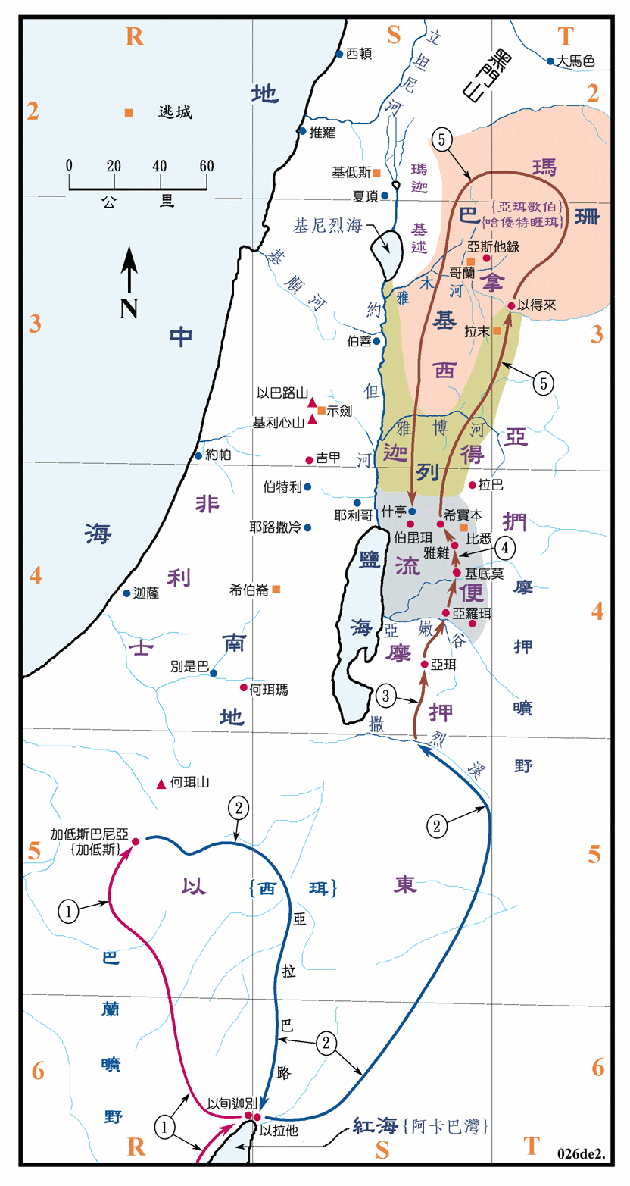 R
S
T
2
2
3
3
4
4
5
5
6
6
R
S
T
逃城
0 20 40 60
公里
N
地
中
海
西頓
推羅
大馬色
黑門山
立坦尼河
基低斯
夏瑣
瑪迦
基述
基尼烈海
瑪
巴
珊
{亞珥歌伯}
{哈倭特睚珥}
亞斯他錄
哥蘭
拿
雅木河
以得來
拉末
基順河
約但河
伯善
基
西
以巴路山
示劍
基利心山
雅博河
迦
得
列
亞捫
吉甲
約帕
伯特利
耶利哥
耶路撒冷
拉巴
什亭
希實本
伯毘珥
比悉
雅雜
流
便
基底莫
亞羅珥
亞嫩谷
鹽海
非利士
迦薩
希伯崙
別是巴
何珥瑪
南地
摩押
亞珥
摩押曠野
撒烈溪
何珥山
加低斯巴尼亞
{加低斯}
以
{西珥}
東
亞拉巴路
巴蘭曠野
以旬迦別
以拉他
紅海{阿卡巴灣}
①
①
②
②
②
③
④
⑤
⑤
026de2.